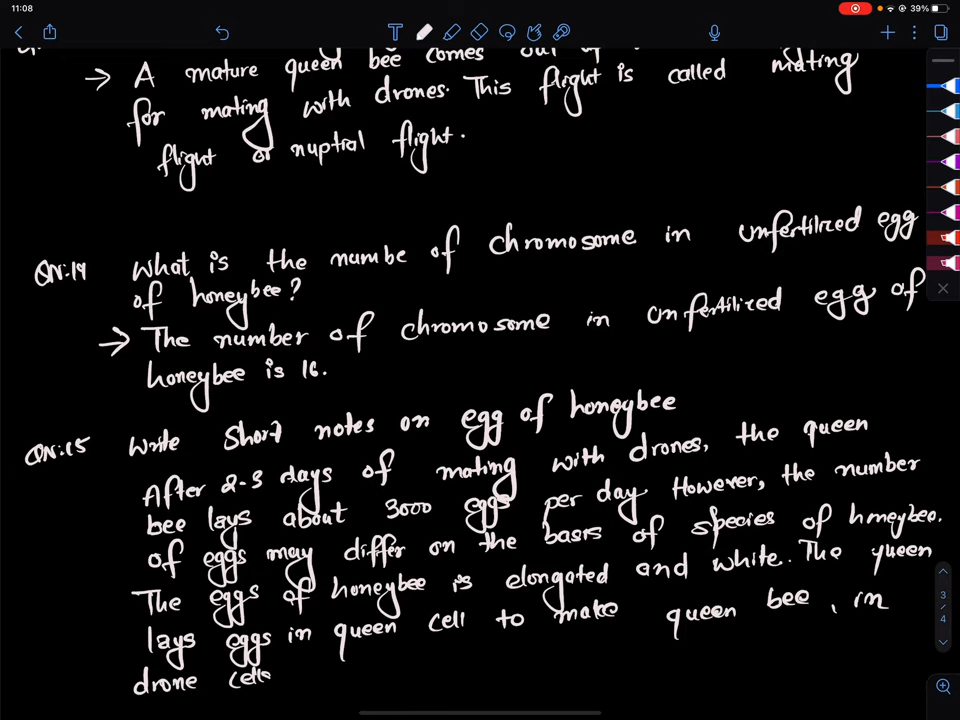 11:08
39%
→ A mature queen bee comes out
for mating with drones. This flight is called mating
flight or nuptial flight.
QN:14 What is the numbe of chromosome in unfertilized egg
of honeybee?
→ The number of chromosome in unfertilized egg of
honeybee is 16.
QN:15 Write Short notes on egg of honeybee
After 2-3 days of mating with drones, the queen
bee lays about 3000 eggs per day. However, the number
of eggs may differ on the basis of species of honeybee.
The eggs of honeybee is elongated and white. The queen
lays eggs in queen cell to make queen bee, in
drone cells
3
/
4